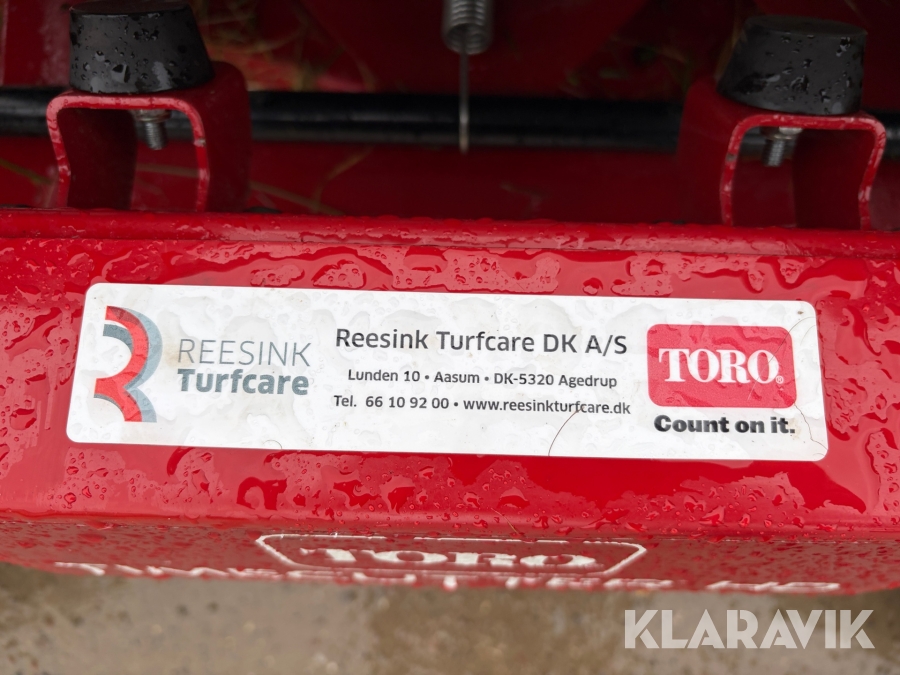 REESINK
Turfcare
Reesink Turfcare DK A/S
Lunden 10 • Aasum • DK-5320 Agedrup
Tel. 66 10 92 00 • www.reesinkturfcare.dk
TORO®
Count on it.
TORO
KLARAVIK